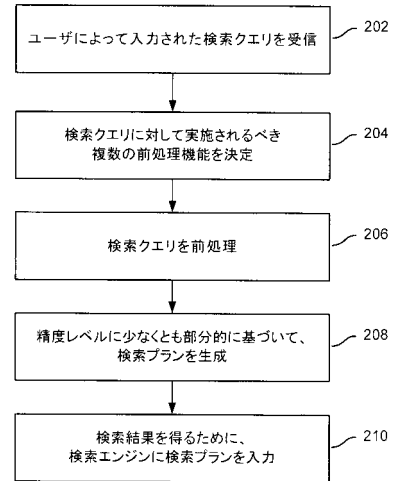 ユーザによって入力された検索クエリを受信
202
検索クエリに対して実施されるべき
複数の前処理機能を決定
204
検索クエリを前処理
206
精度レベルに少なくとも部分的に基づいて、
検索プランを生成
208
検索結果を得るために、
検索エンジンに検索プランを入力
210